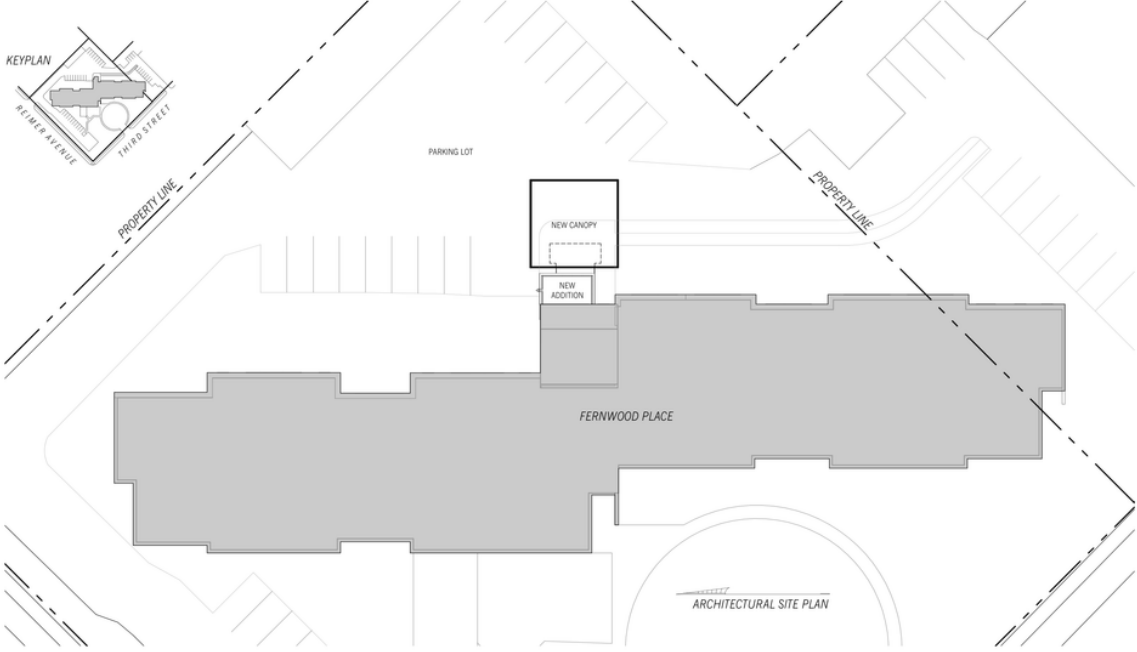 KEYPLAN
REIMER AVENUE
THIRD STREET
PROPERTY LINE
PARKING LOT
PROPERTY LINE
NEW CANOPY
NEW
ADDITION
FERNWOOD PLACE
ARCHITECTURAL SITE PLAN